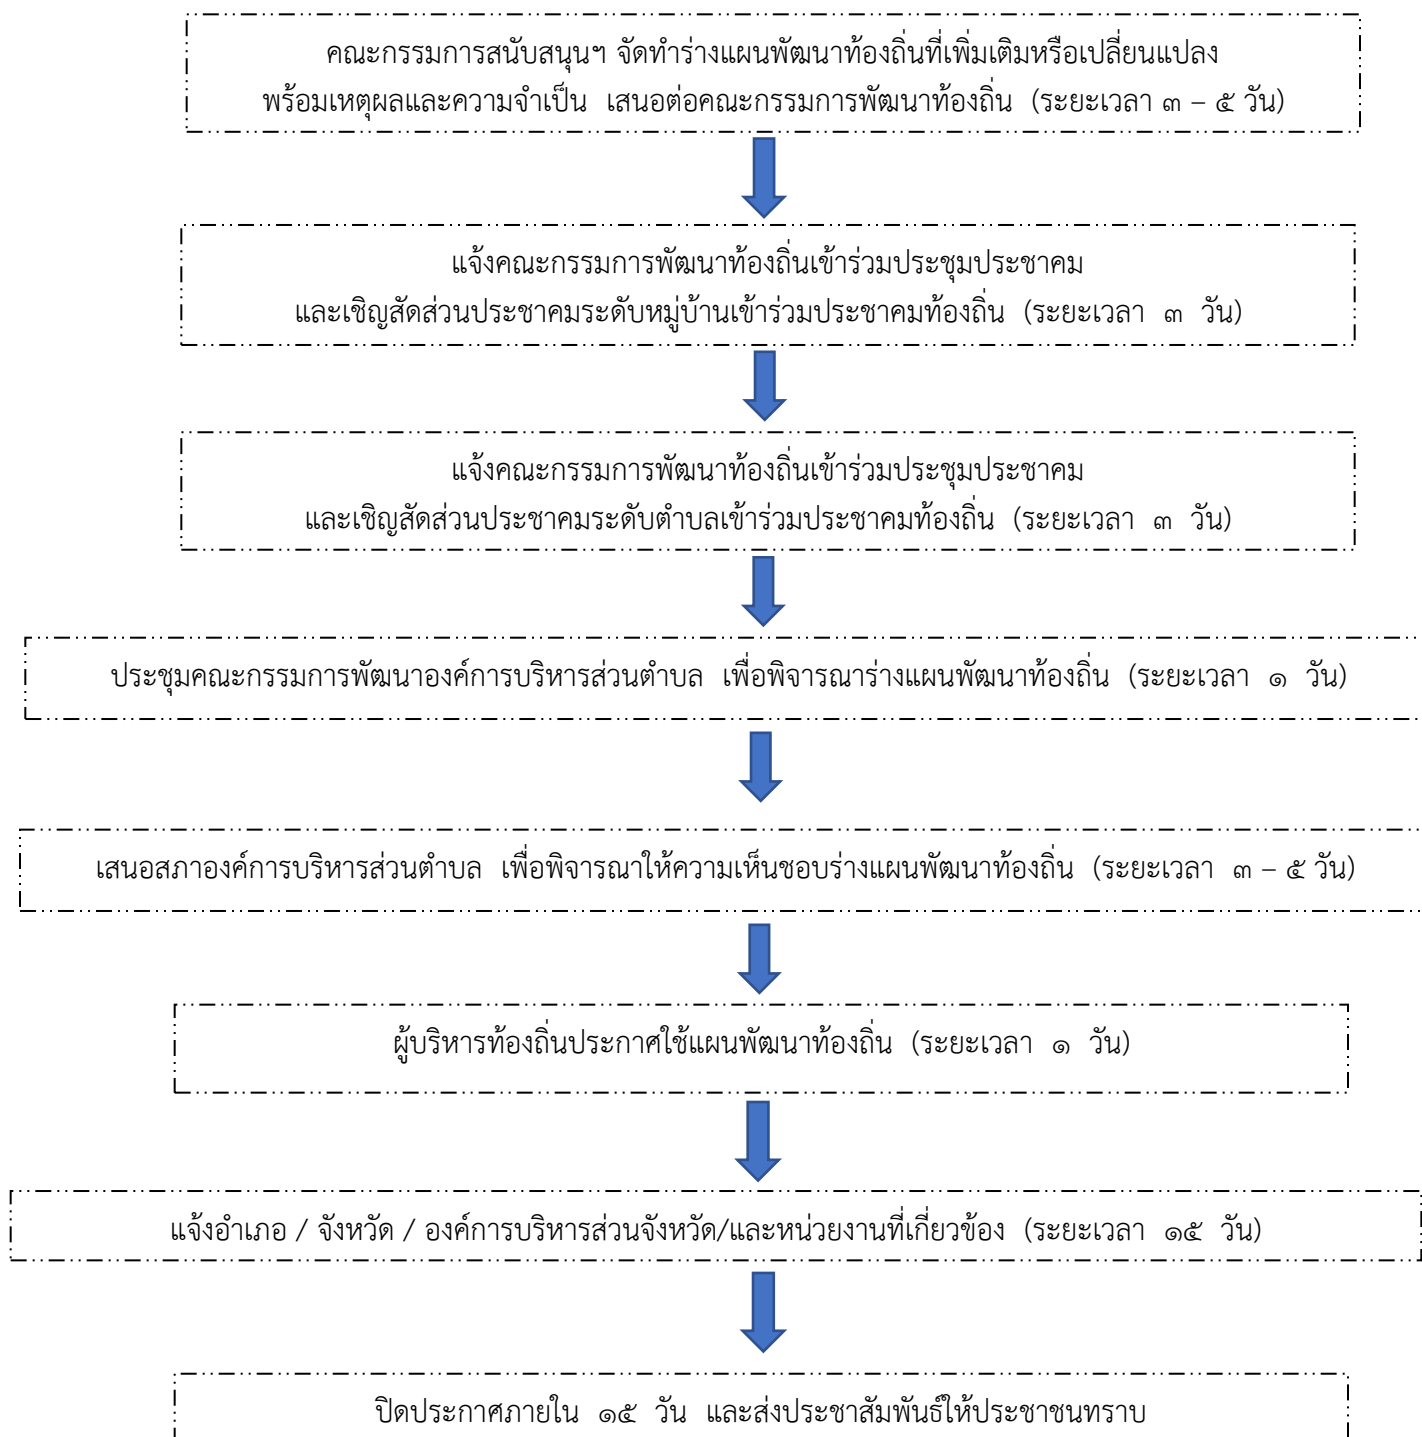 คณะกรรมการสนับสนุนฯ จัดทำร่างแผนพัฒนาท้องถิ่นที่เพิ่มเติมหรือเปลี่ยนแปลง
พร้อมเหตุผลและความจำเป็น เสนอต่อคณะกรรมการพัฒนาท้องถิ่น (ระยะเวลา ๓ – ๕ วัน)
แจ้งคณะกรรมการพัฒนาท้องถิ่นเข้าร่วมประชุมประชาคม
และเชิญสัดส่วนประชาคมระดับหมู่บ้านเข้าร่วมประชาคมท้องถิ่น (ระยะเวลา ๓ วัน)
แจ้งคณะกรรมการพัฒนาท้องถิ่นเข้าร่วมประชุมประชาคม
และเชิญสัดส่วนประชาคมระดับตำบลเข้าร่วมประชาคมท้องถิ่น (ระยะเวลา ๓ วัน)
ประชุมคณะกรรมการพัฒนาองค์การบริหารส่วนตำบล เพื่อพิจารณาร่างแผนพัฒนาท้องถิ่น (ระยะเวลา ๑ วัน)
เสนอสภาองค์การบริหารส่วนตำบล เพื่อพิจารณาให้ความเห็นชอบร่างแผนพัฒนาท้องถิ่น (ระยะเวลา ๓ – ๕ วัน)
ผู้บริหารท้องถิ่นประกาศใช้แผนพัฒนาท้องถิ่น (ระยะเวลา ๑ วัน)
แจ้งอำเภอ / จังหวัด / องค์การบริหารส่วนจังหวัด/และหน่วยงานที่เกี่ยวข้อง (ระยะเวลา ๑๕ วัน)
ปิดประกาศภายใน ๑๕ วัน และส่งประชาสัมพันธ์ให้ประชาชนทราบ